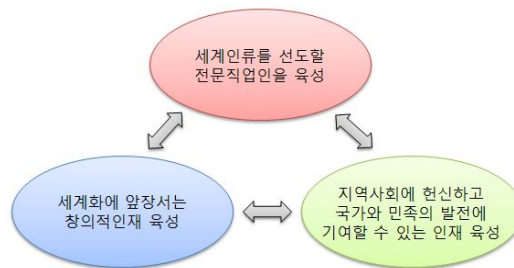 세계인류를 선도할
전문직업인을 육성
세계화에 앞장서는
창의적인재 육성
지역사회에 헌신하고
국가와 민족의 발전에
기여할 수 있는 인재 육성